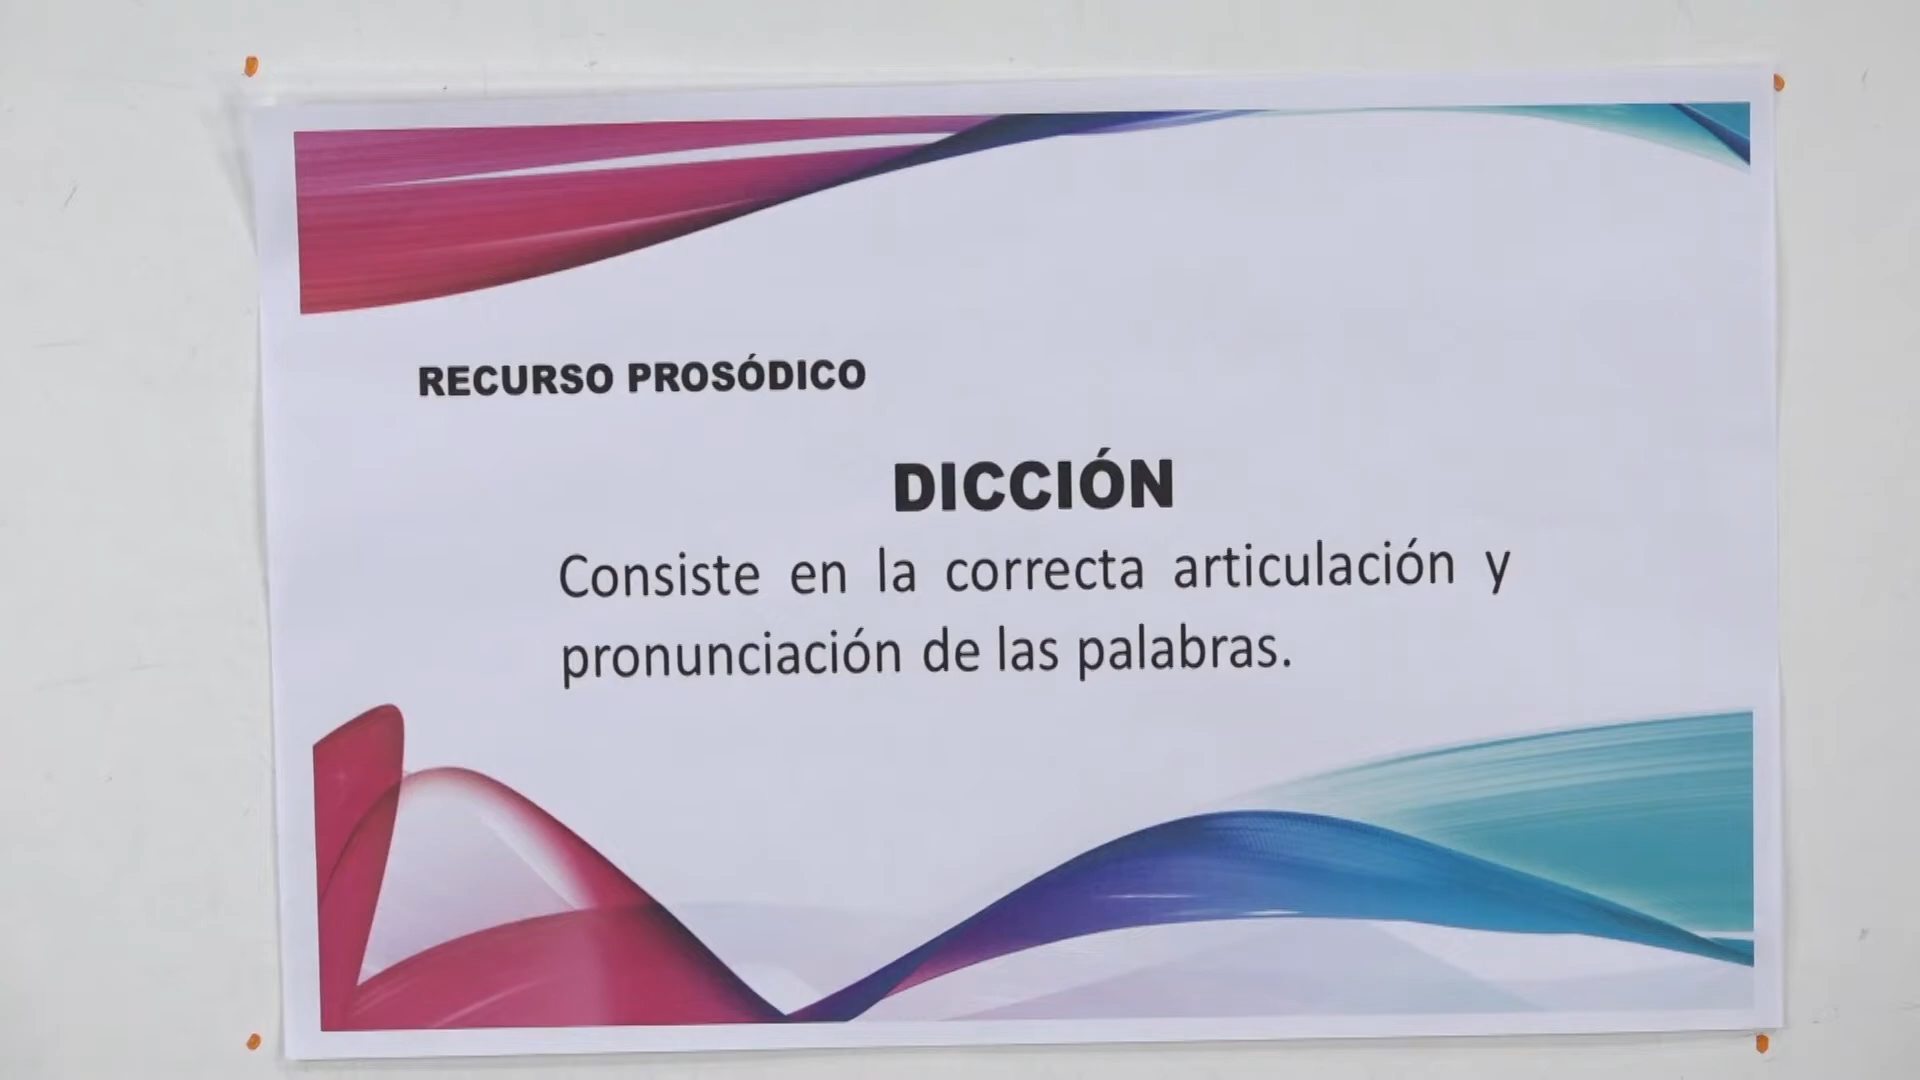 RECURSO PROSÓDICO
DICCIÓN
Consiste en la correcta articulación y
pronunciación de las palabras.